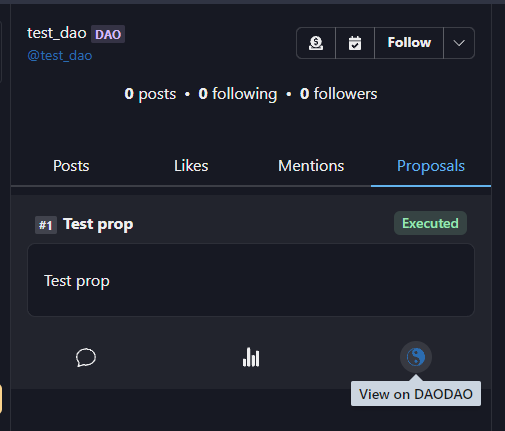 test_dao DAO
@test_dao
Follow
0 posts • 0 following • 0 followers
Posts Likes Mentions Proposals
#1 Test prop Executed
Test prop
View on DAODAO